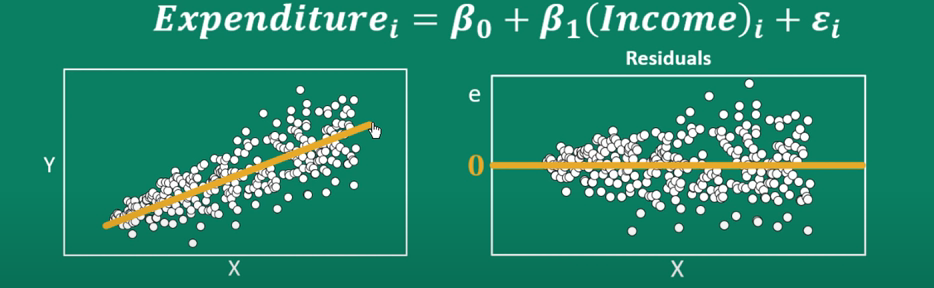 Expenditureᵢ = β₀ + β₁(Income)ᵢ + εᵢ
Residuals
Y
X
e
0
X